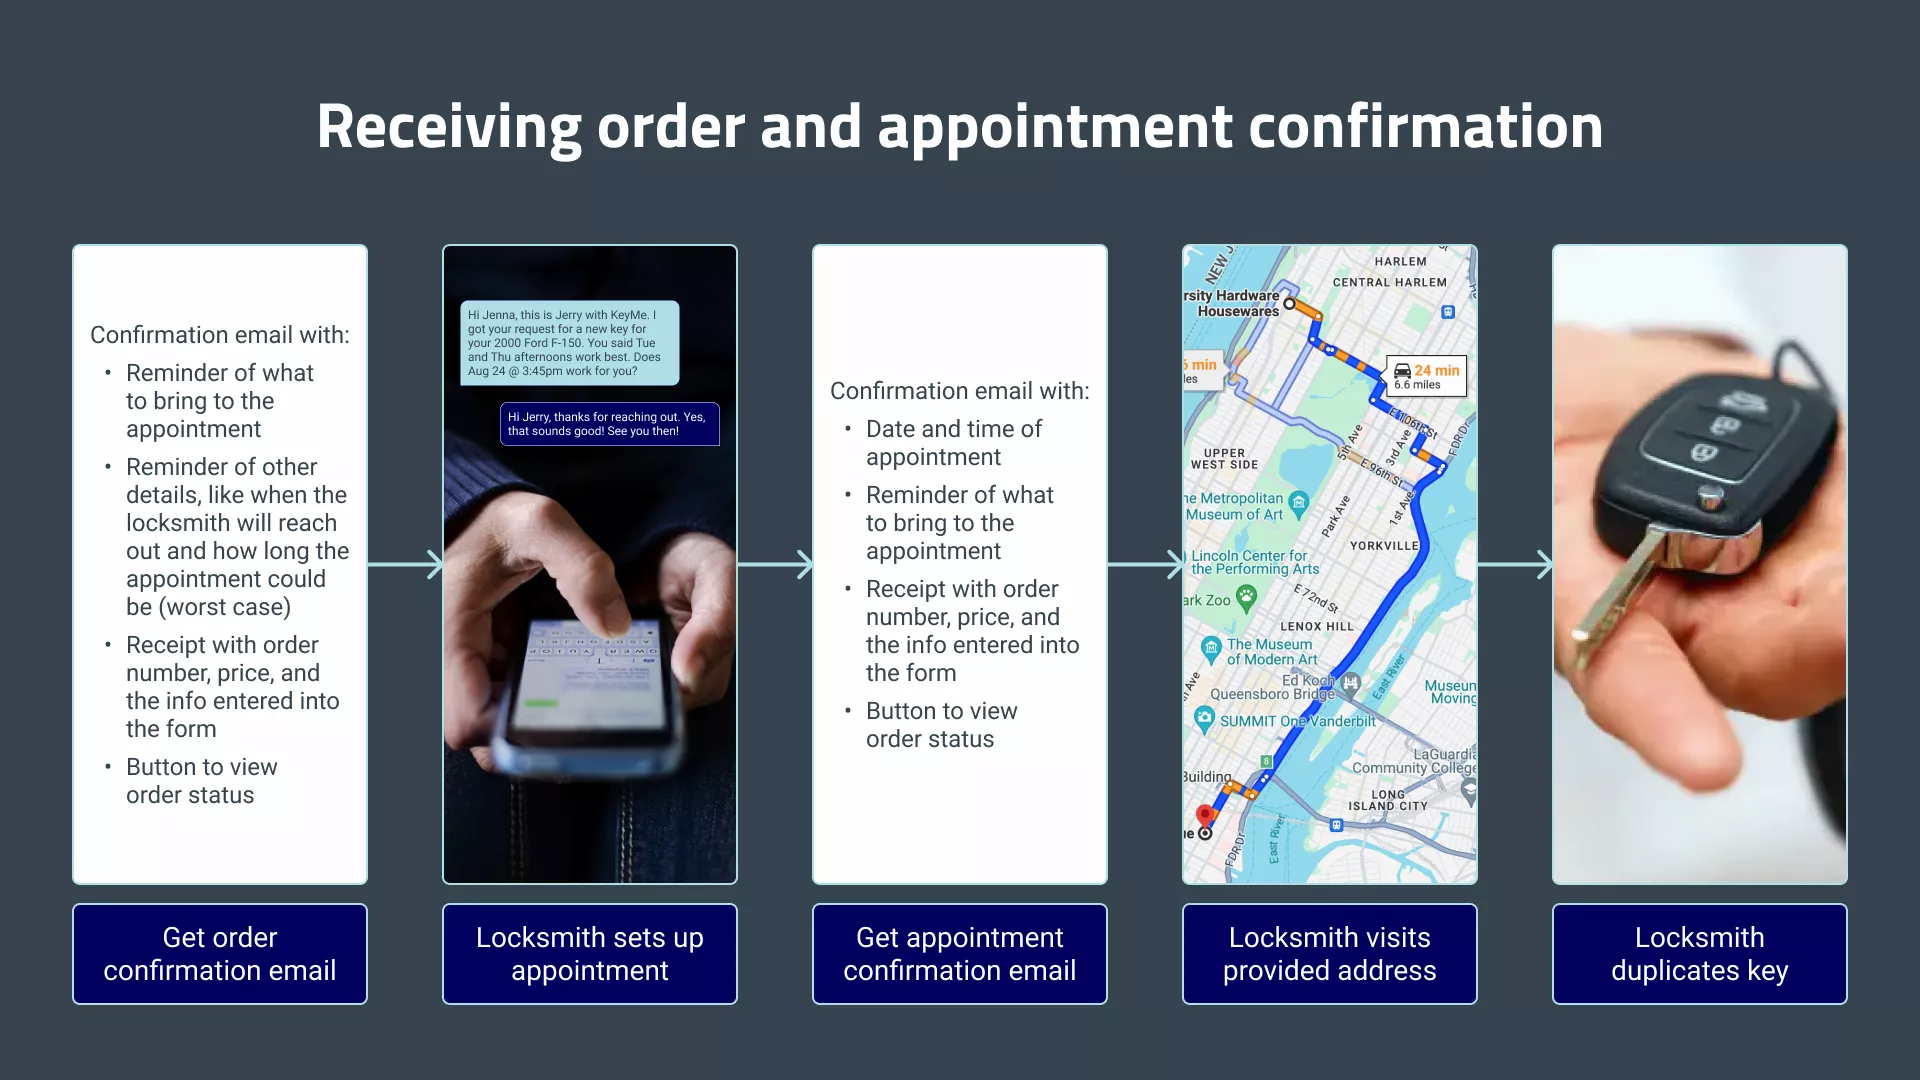 Receiving order and appointment confirmation
Confirmation email with:
• Reminder of what
to bring to the
appointment
• Reminder of other
details, like when the
locksmith will reach
out and how long the
appointment could
be (worst case)
• Receipt with order
number, price, and
the info entered into
the form
• Button to view
order status
Get order
confirmation email
Hi Jenna, this is Jerry with KeyMe. I
got your request for a new key for
your 2000 Ford F-150. You said Tue
and Thu afternoons work best. Does
Aug 24 @ 3:45pm work for you?
Hi Jerry, thanks for reaching out. Yes,
that sounds good! See you then!
Locksmith sets up
appointment
Confirmation email with:
• Date and time of
appointment
• Reminder of what
to bring to the
appointment
• Receipt with order
number, price, and
the info entered into
the form
• Button to view
order status
Get appointment
confirmation email
HARLEM
CENTRAL HARLEM
NEW J
rsity Hardware
Housewares
min
les
24 min
6.6 miles
E 106th St
FDR Dr
5th Ave
3rd Ave
UPPER
WEST SIDE
E 96th St
he Metropolitan
Museum of Art
Park Ave
1st Ave
YORKVILLE
Lincoln Center for
the Performing Arts
ark Zoo
E 72nd St
LENOX HILL
The Museum
of Modern Art
East River
Ed Koch
Queensboro Bridge
h Ave
Museum
Moving
SUMMIT One Vanderbilt
LaGuardia
Community College
8
Building
LONG
ISLAND CITY
ue
FDR Dr
East River
Locksmith visits
provided address
Locksmith
duplicates key